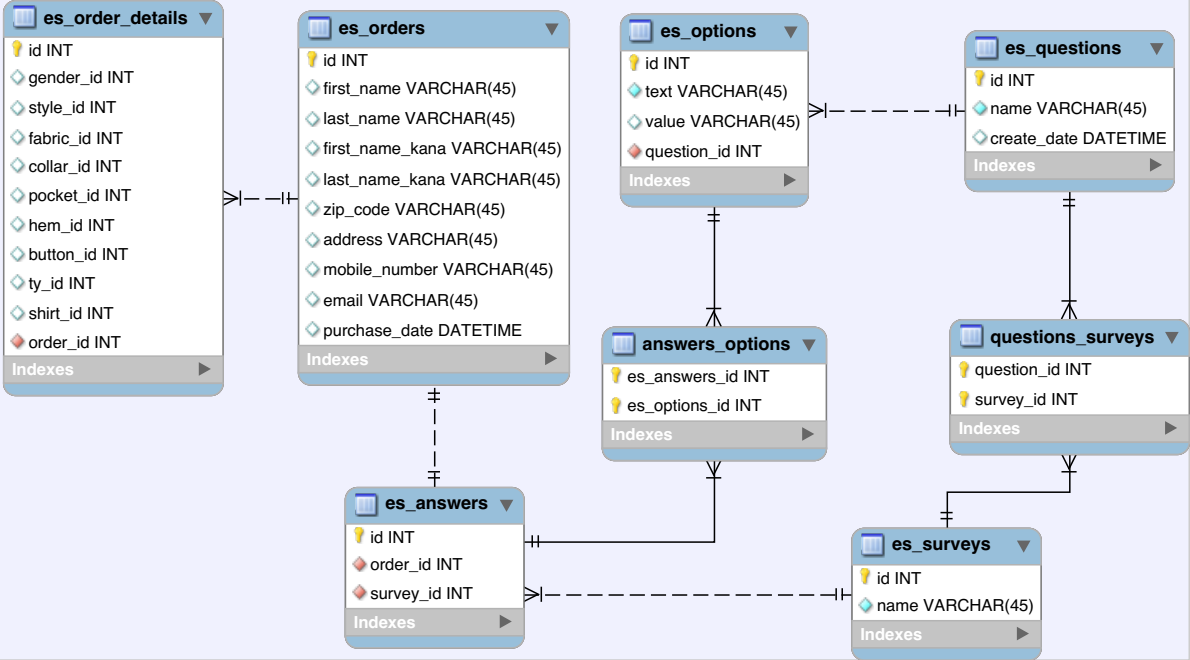 es_order_details
id INT
gender_id INT
style_id INT
fabric_id INT
collar_id INT
pocket_id INT
hem_id INT
button_id INT
ty_id INT
shirt_id INT
order_id INT
Indexes
es_orders
id INT
first_name VARCHAR(45)
last_name VARCHAR(45)
first_name_kana VARCHAR(45)
last_name_kana VARCHAR(45)
zip_code VARCHAR(45)
address VARCHAR(45)
mobile_number VARCHAR(45)
email VARCHAR(45)
purchase_date DATETIME
Indexes
es_options
id INT
text VARCHAR(45)
value VARCHAR(45)
question_id INT
Indexes
es_questions
id INT
name VARCHAR(45)
create_date DATETIME
Indexes
answers_options
es_answers_id INT
es_options_id INT
Indexes
questions_surveys
question_id INT
survey_id INT
Indexes
es_answers
id INT
order_id INT
survey_id INT
Indexes
es_surveys
id INT
name VARCHAR(45)
Indexes